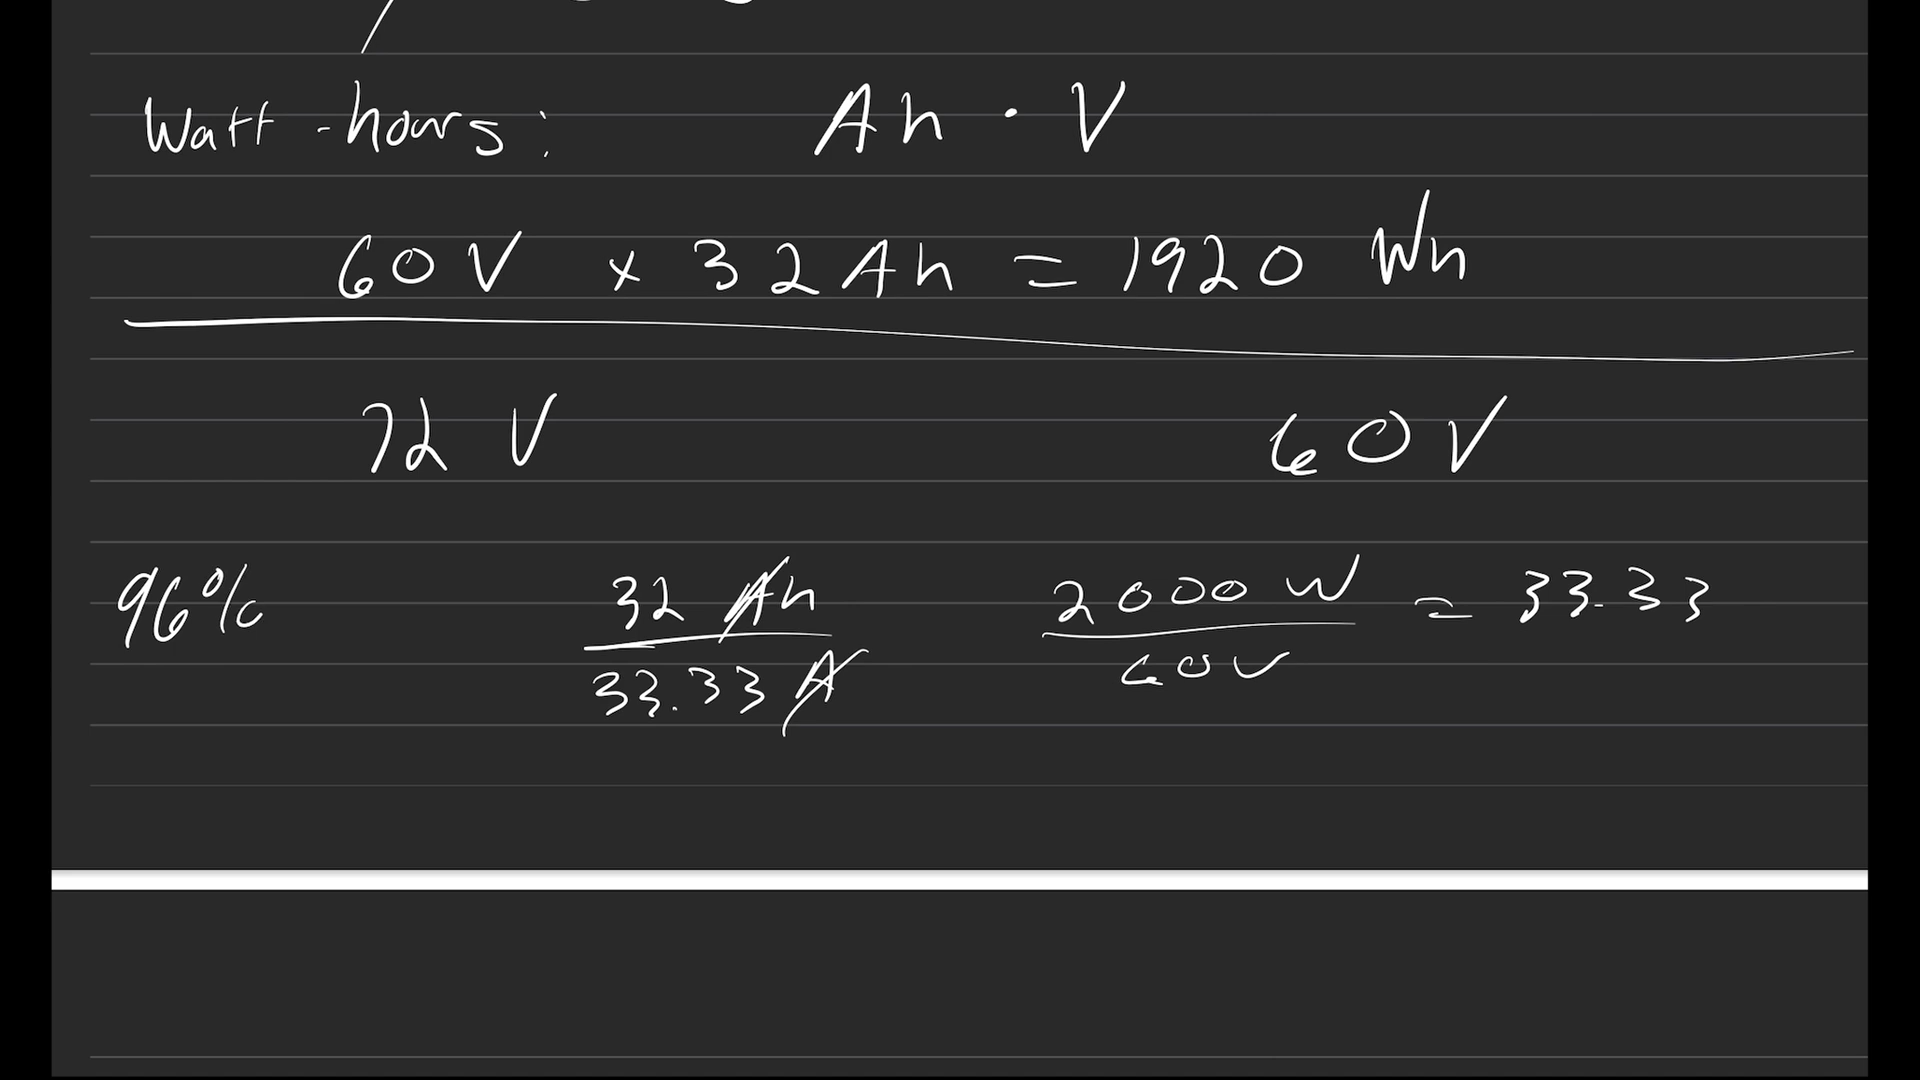 Watt-hours: Ah · V
60V x 32Ah = 1920 Wh
72 V 60V
96% 32 Ah / 33.33 A 2000 W / 60V = 33.33